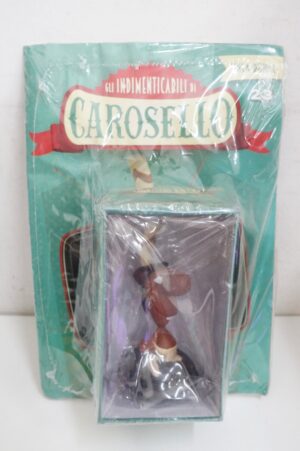 GLI INDIMENTICABILI DI
CAROSELLO